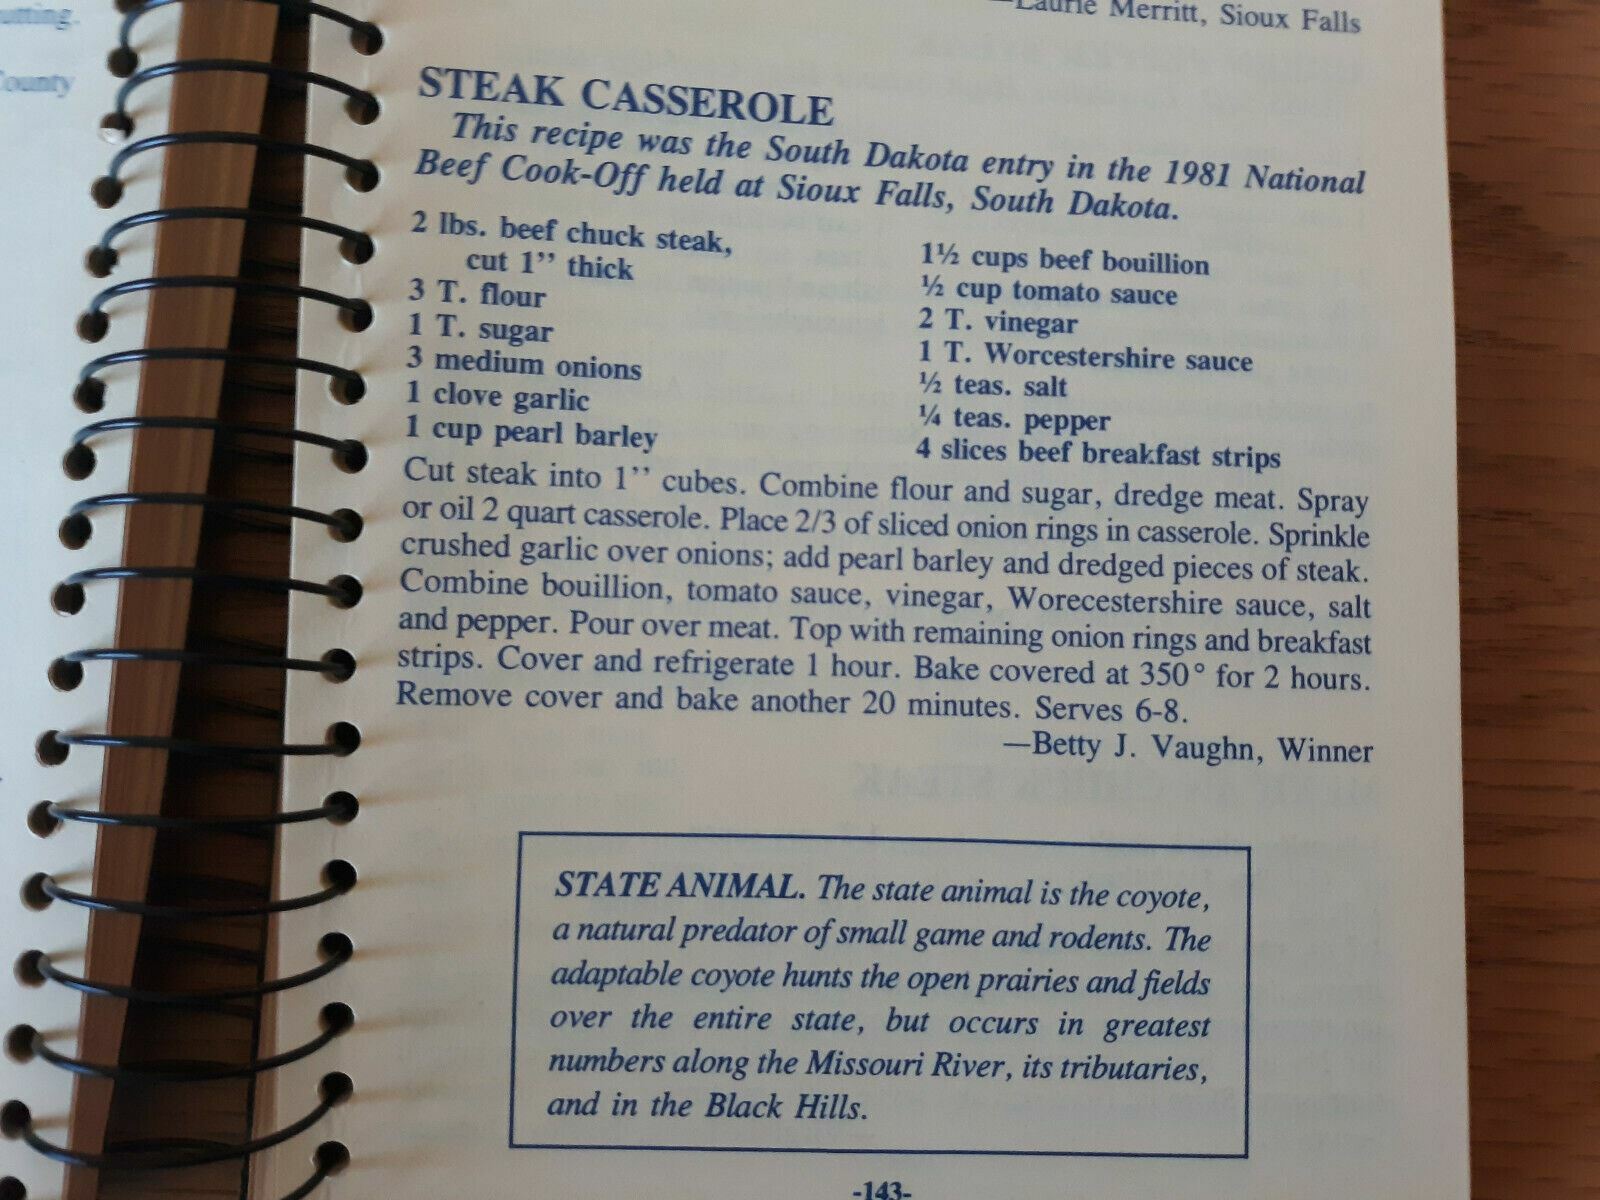 utting.
County
—Laurie Merritt, Sioux Falls
STEAK CASSEROLE
This recipe was the South Dakota entry in the 1981 National
Beef Cook-Off held at Sioux Falls, South Dakota.
2 lbs. beef chuck steak,
cut 1’’ thick
3 T. flour
1 T. sugar
3 medium onions
1 clove garlic
1 cup pearl barley
1½ cups beef bouillion
½ cup tomato sauce
2 T. vinegar
1 T. Worcestershire sauce
½ teas. salt
¼ teas. pepper
4 slices beef breakfast strips
Cut steak into 1’’ cubes. Combine flour and sugar, dredge meat. Spray
or oil 2 quart casserole. Place 2/3 of sliced onion rings in casserole. Sprinkle
crushed garlic over onions; add pearl barley and dredged pieces of steak.
Combine bouillion, tomato sauce, vinegar, Worecestershire sauce, salt
and pepper. Pour over meat. Top with remaining onion rings and breakfast
strips. Cover and refrigerate 1 hour. Bake covered at 350° for 2 hours.
Remove cover and bake another 20 minutes. Serves 6-8.
—Betty J. Vaughn, Winner
STATE ANIMAL. The state animal is the coyote,
a natural predator of small game and rodents. The
adaptable coyote hunts the open prairies and fields
over the entire state, but occurs in greatest
numbers along the Missouri River, its tributaries,
and in the Black Hills.
-143-